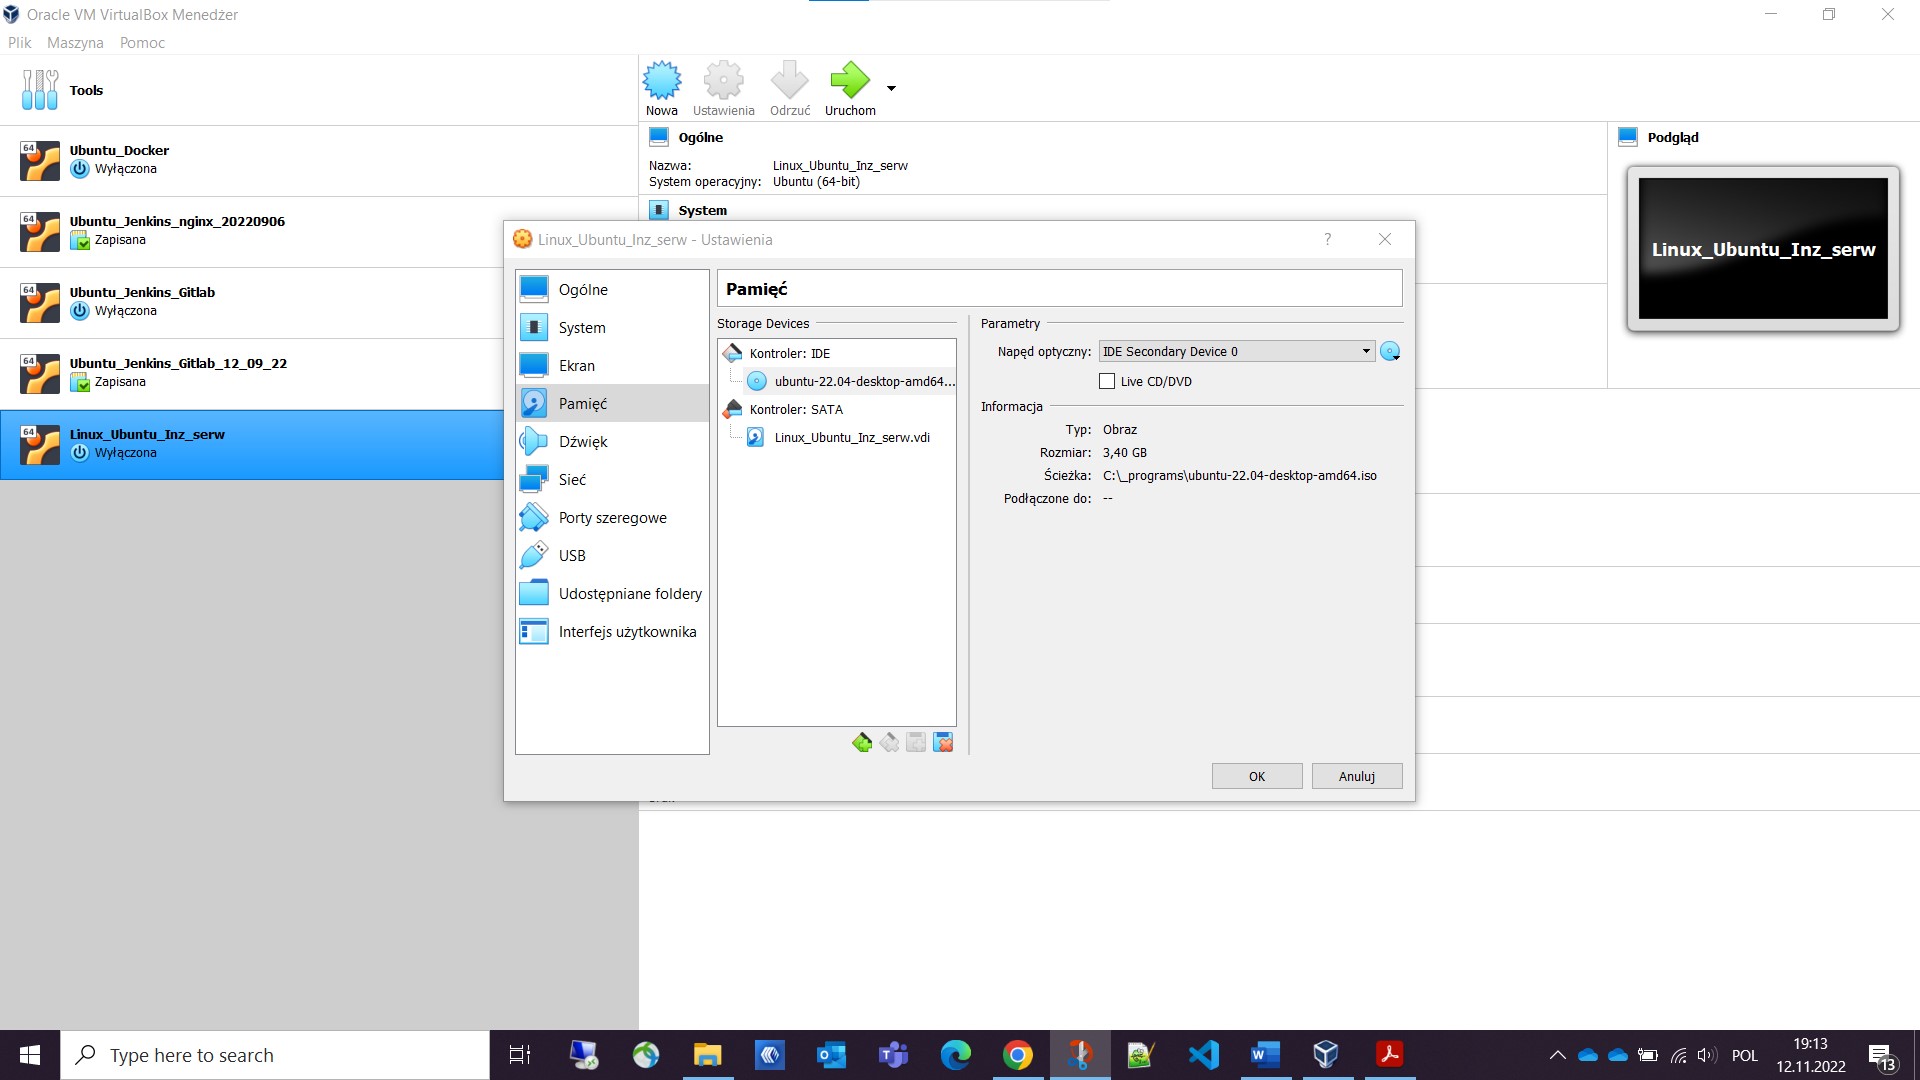 Oracle VM VirtualBox Menedżer
Plik Maszyna Pomoc
Tools
64
Ubuntu_Docker
Wyłączona
64
Ubuntu_Jenkins_nginx_20220906
Zapisana
64
Ubuntu_Jenkins_Gitlab
Wyłączona
64
Ubuntu_Jenkins_Gitlab_12_09_22
Zapisana
64
Linux_Ubuntu_Inz_serw
Wyłączona
Nowa Ustawienia Odrzuć Uruchom
Ogólne
Nazwa: Linux_Ubuntu_Inz_serw
System operacyjny: Ubuntu (64-bit)
System
Podgląd
Linux_Ubuntu_Inz_serw
Linux_Ubuntu_Inz_serw - Ustawienia
?
Ogólne
System
Ekran
Pamięć
Dźwięk
Sieć
Porty szeregowe
USB
Udostępniane foldery
Interfejs użytkownika
Pamięć
Storage Devices
Kontroler: IDE
ubuntu-22.04-desktop-amd64...
Kontroler: SATA
Linux_Ubuntu_Inz_serw.vdi
Parametry
Napęd optyczny: IDE Secondary Device 0
Live CD/DVD
Informacja
Typ: Obraz
Rozmiar: 3,40 GB
Ścieżka: C:\_programs\ubuntu-22.04-desktop-amd64.iso
Podłączone do: --
OK Anuluj
Type here to search
POL
19:13
12.11.2022
13